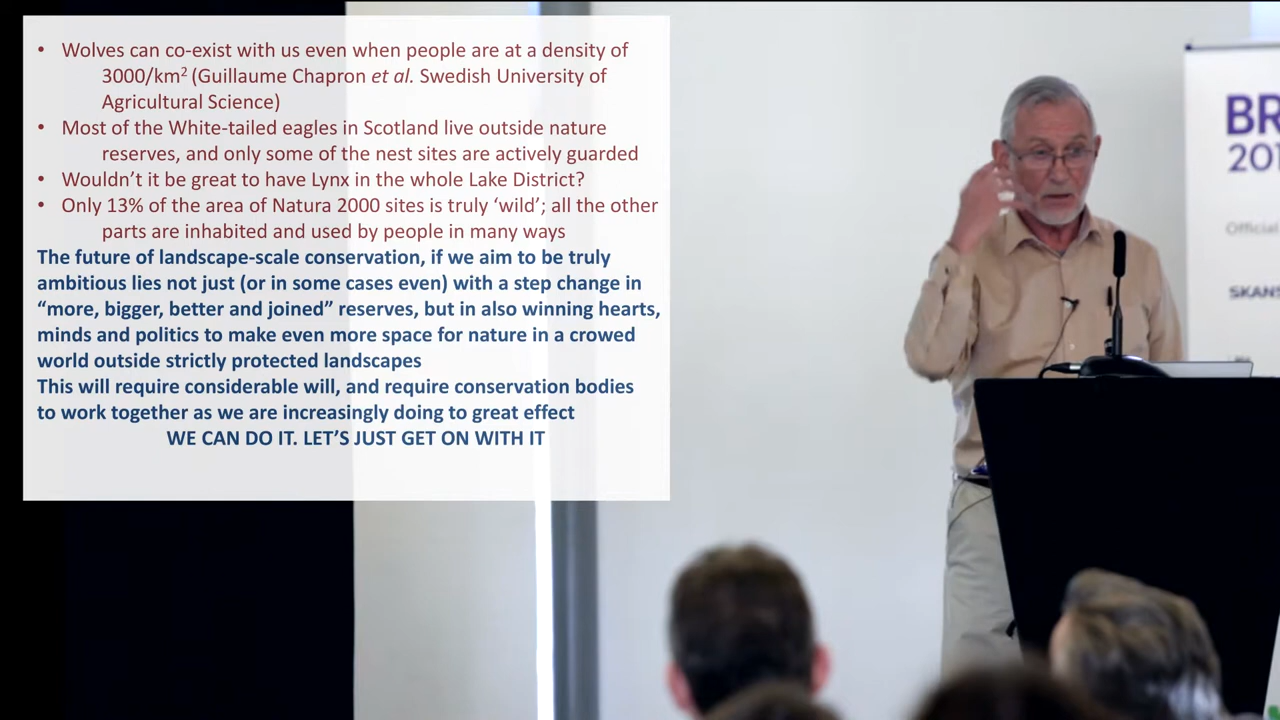 • Wolves can co-exist with us even when people are at a density of
3000/km² (Guillaume Chapron et al. Swedish University of
Agricultural Science)
• Most of the White-tailed eagles in Scotland live outside nature
reserves, and only some of the nest sites are actively guarded
• Wouldn’t it be great to have Lynx in the whole Lake District?
• Only 13% of the area of Natura 2000 sites is truly ‘wild’; all the other
parts are inhabited and used by people in many ways
The future of landscape-scale conservation, if we aim to be truly
ambitious lies not just (or in some cases even) with a step change in
“more, bigger, better and joined” reserves, but in also winning hearts,
minds and politics to make even more space for nature in a crowed
world outside strictly protected landscapes
This will require considerable will, and require conservation bodies
to work together as we are increasingly doing to great effect
WE CAN DO IT. LET’S JUST GET ON WITH IT
BR
201
Official
SKANS